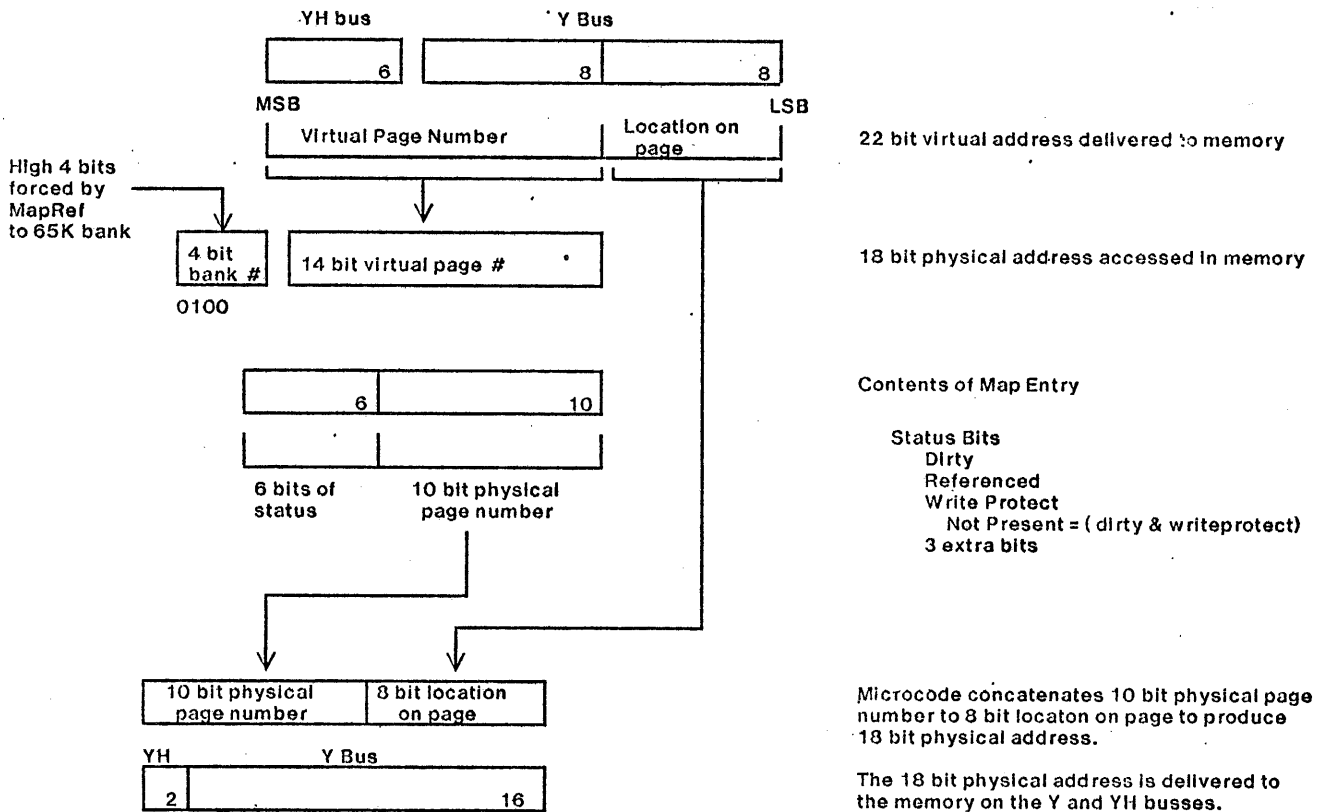 YH bus
Y Bus
6
8
8
MSB
LSB
Virtual Page Number
Location on
page
22 bit virtual address delivered to memory
High 4 bits
forced by
MapRef
to 65K bank
4 bit
bank #
14 bit virtual page #
18 bit physical address accessed in memory
0100
6
10
Contents of Map Entry
Status Bits
Dirty
Referenced
Write Protect
Not Present = ( dirty & writeprotect)
3 extra bits
6 bits of
status
10 bit physical
page number
10 bit physical
page number
8 bit location
on page
Microcode concatenates 10 bit physical page
number to 8 bit locaton on page to produce
18 bit physical address.
YH
Y Bus
2
16
The 18 bit physical address is delivered to
the memory on the Y and YH busses.